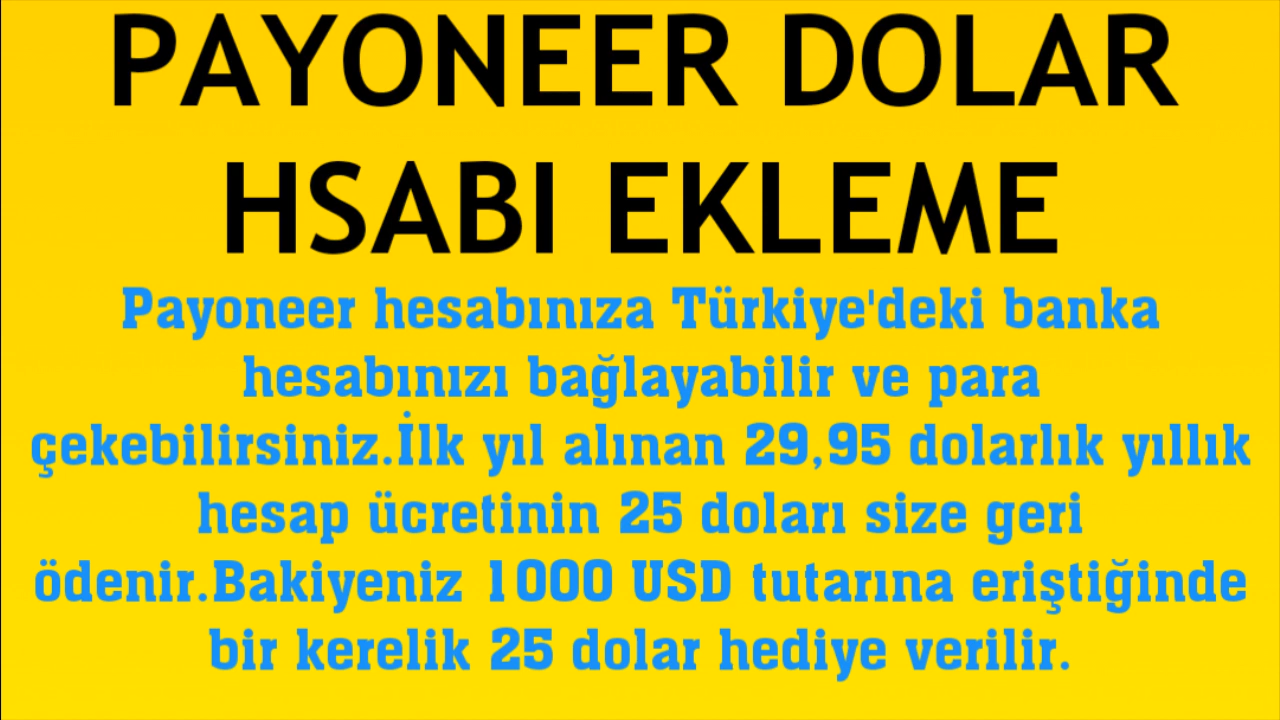 PAYONEER DOLAR
HSABI EKLEME
Payoneer hesabınıza Türkiye'deki banka
hesabınızı bağlayabilir ve para
çekebilirsiniz.İlk yıl alınan 29,95 dolarlık yıllık
hesap ücretinin 25 doları size geri
ödenir.Bakiyeniz 1000 USD tutarına eriştiğinde
bir kerelik 25 dolar hediye verilir.